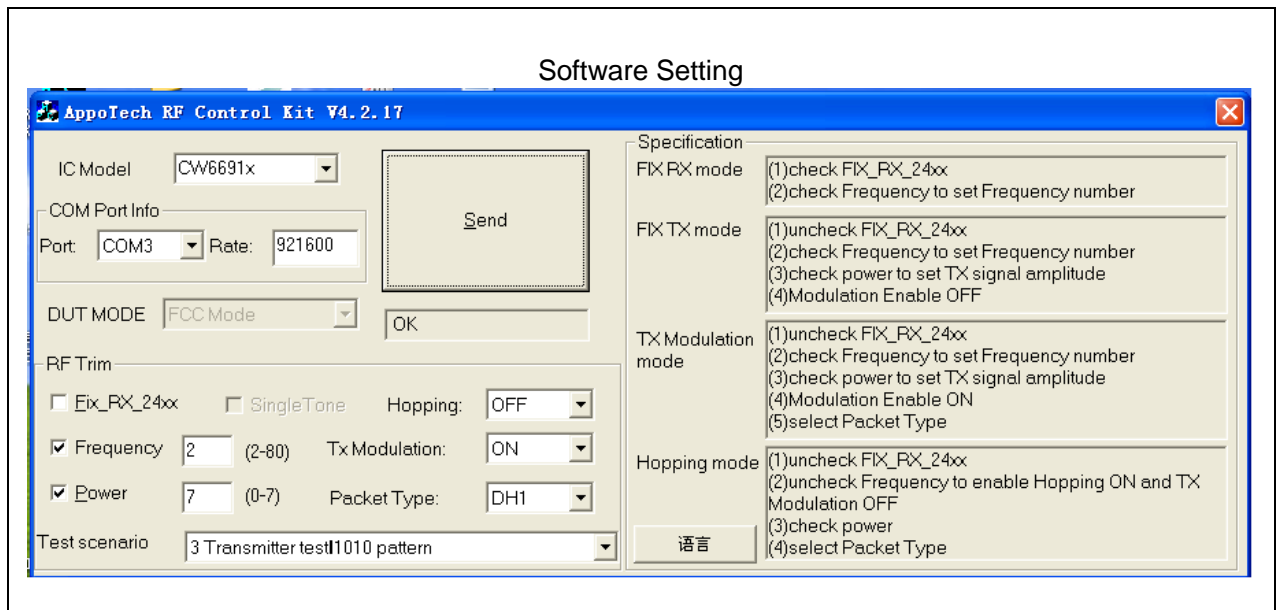 Software Setting
AppoTech RF Control Kit V4.2.17
IC Model CW6691x
Send
COM Port Info
Port: COM3 Rate: 921600
DUT MODE FCC Mode
OK
RF Trim
Fix_RX_24xx SingleTone Hopping: OFF
Frequency 2 (2-80) Tx Modulation: ON
Power 7 (0-7) Packet Type: DH1
Test scenario 3 Transmitter test‖1010 pattern
Specification
FIX RX mode (1)check FIX_RX_24xx
(2)check Frequency to set Frequency number
FIX TX mode (1)uncheck FIX_RX_24xx
(2)check Frequency to set Frequency number
(3)check power to set TX signal amplitude
(4)Modulation Enable OFF
TX Modulation mode
(1)uncheck FIX_RX_24xx
(2)check Frequency to set Frequency number
(3)check power to set TX signal amplitude
(4)Modulation Enable ON
(5)select Packet Type
Hopping mode (1)uncheck FIX_RX_24xx
(2)uncheck Frequency to enable Hopping ON and TX
Modulation OFF
(3)check power
(4)select Packet Type
语言